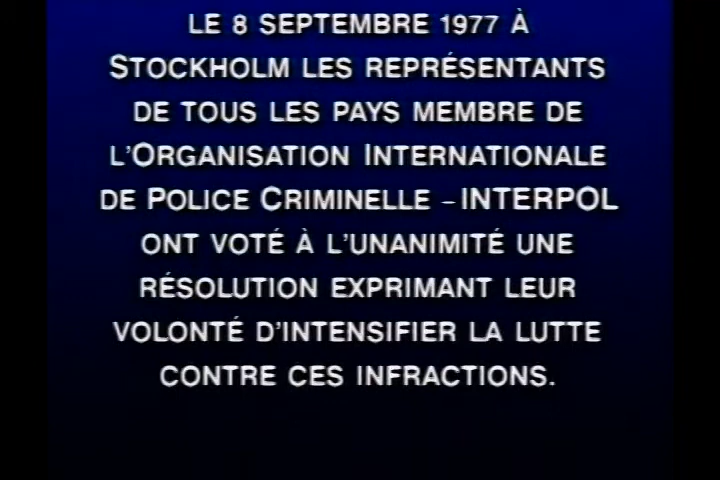 LE 8 SEPTEMBRE 1977 À
STOCKHOLM LES REPRÉSENTANTS
DE TOUS LES PAYS MEMBRE DE
L'ORGANISATION INTERNATIONALE
DE POLICE CRIMINELLE – INTERPOL
ONT VOTÉ À L'UNANIMITÉ UNE
RÉSOLUTION EXPRIMANT LEUR
VOLONTÉ D'INTENSIFIER LA LUTTE
CONTRE CES INFRACTIONS.